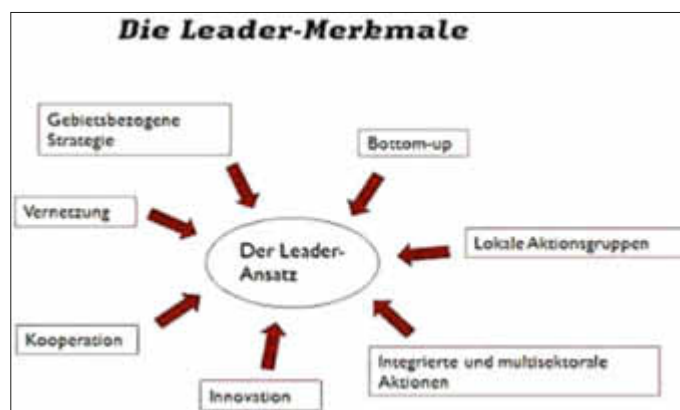 Die Leader-Merkmale
Gebietsbezogene
Strategie
Bottom-up
Vernetzung
Der Leader-
Ansatz
Lokale Aktionsgruppen
Kooperation
Integrierte und multisektorale
Aktionen
Innovation